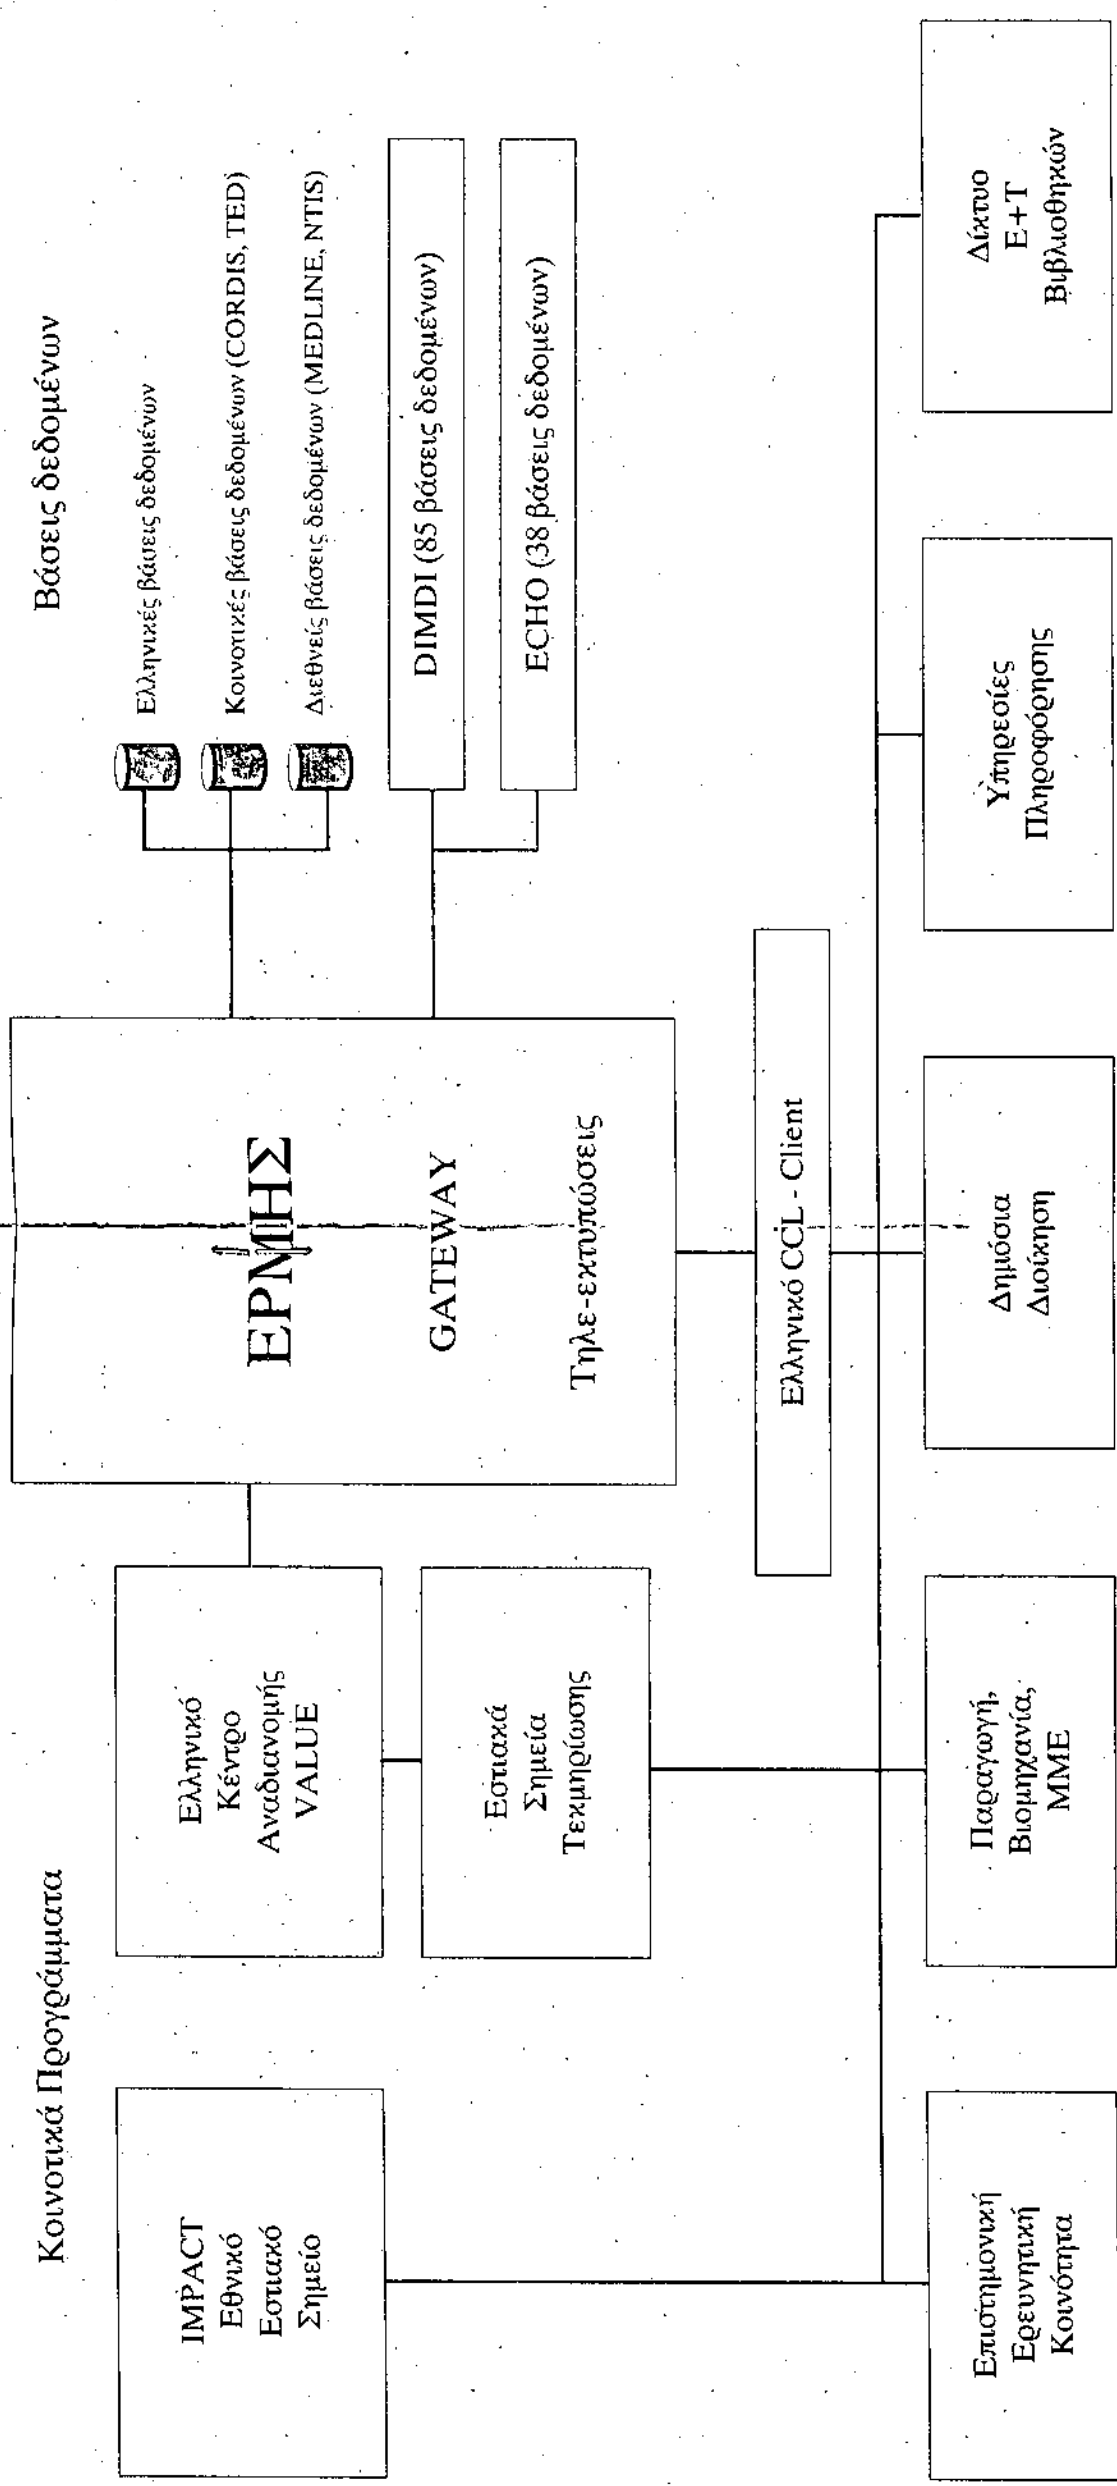 Κοινοτικά Προγράμματα
Βάσεις δεδομένων
IMPACT
Εθνικό
Εστιακό
Σημείο
Ελληνικό
Κέντρο
Αναδιανομής
VALUE
Εστιακά
Σημεία
Τεκμηρίωσης
ΕΡΜΗΣ
GATEWAY
Τηλε-εκτυπώσεις
Ελληνικές βάσεις δεδομένων
Κοινοτικές βάσεις δεδομένων (CORDIS, TED)
Διεθνείς βάσεις δεδομένων (MEDLINE, NTIS)
DIMDI (85 βάσεις δεδομένων)
ECHO (38 βάσεις δεδομένων)
Ελληνικό CCL - Client
Επιστημονική
Ερευνητική
Κοινότητα
Παραγωγή,
Βιομηχανία,
ΜΜΕ
Δημόσια
Διοίκηση
Υπηρεσίες
Πληροφόρησης
Δίκτυο
Ε+Τ
Βιβλιοθηκών